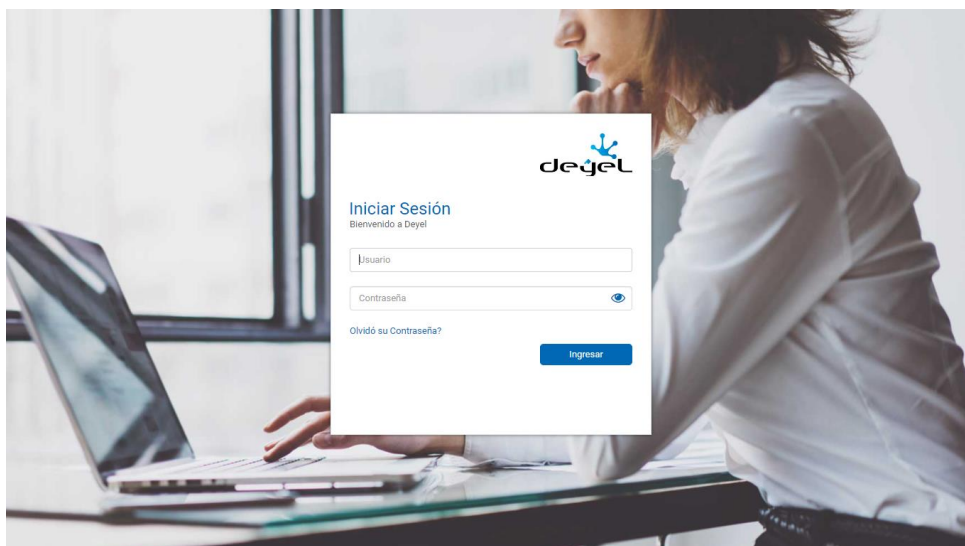 deyel
Iniciar Sesión
Bienvenido a Deyel
Usuario
Contraseña
Olvidó su Contraseña?
Ingresar